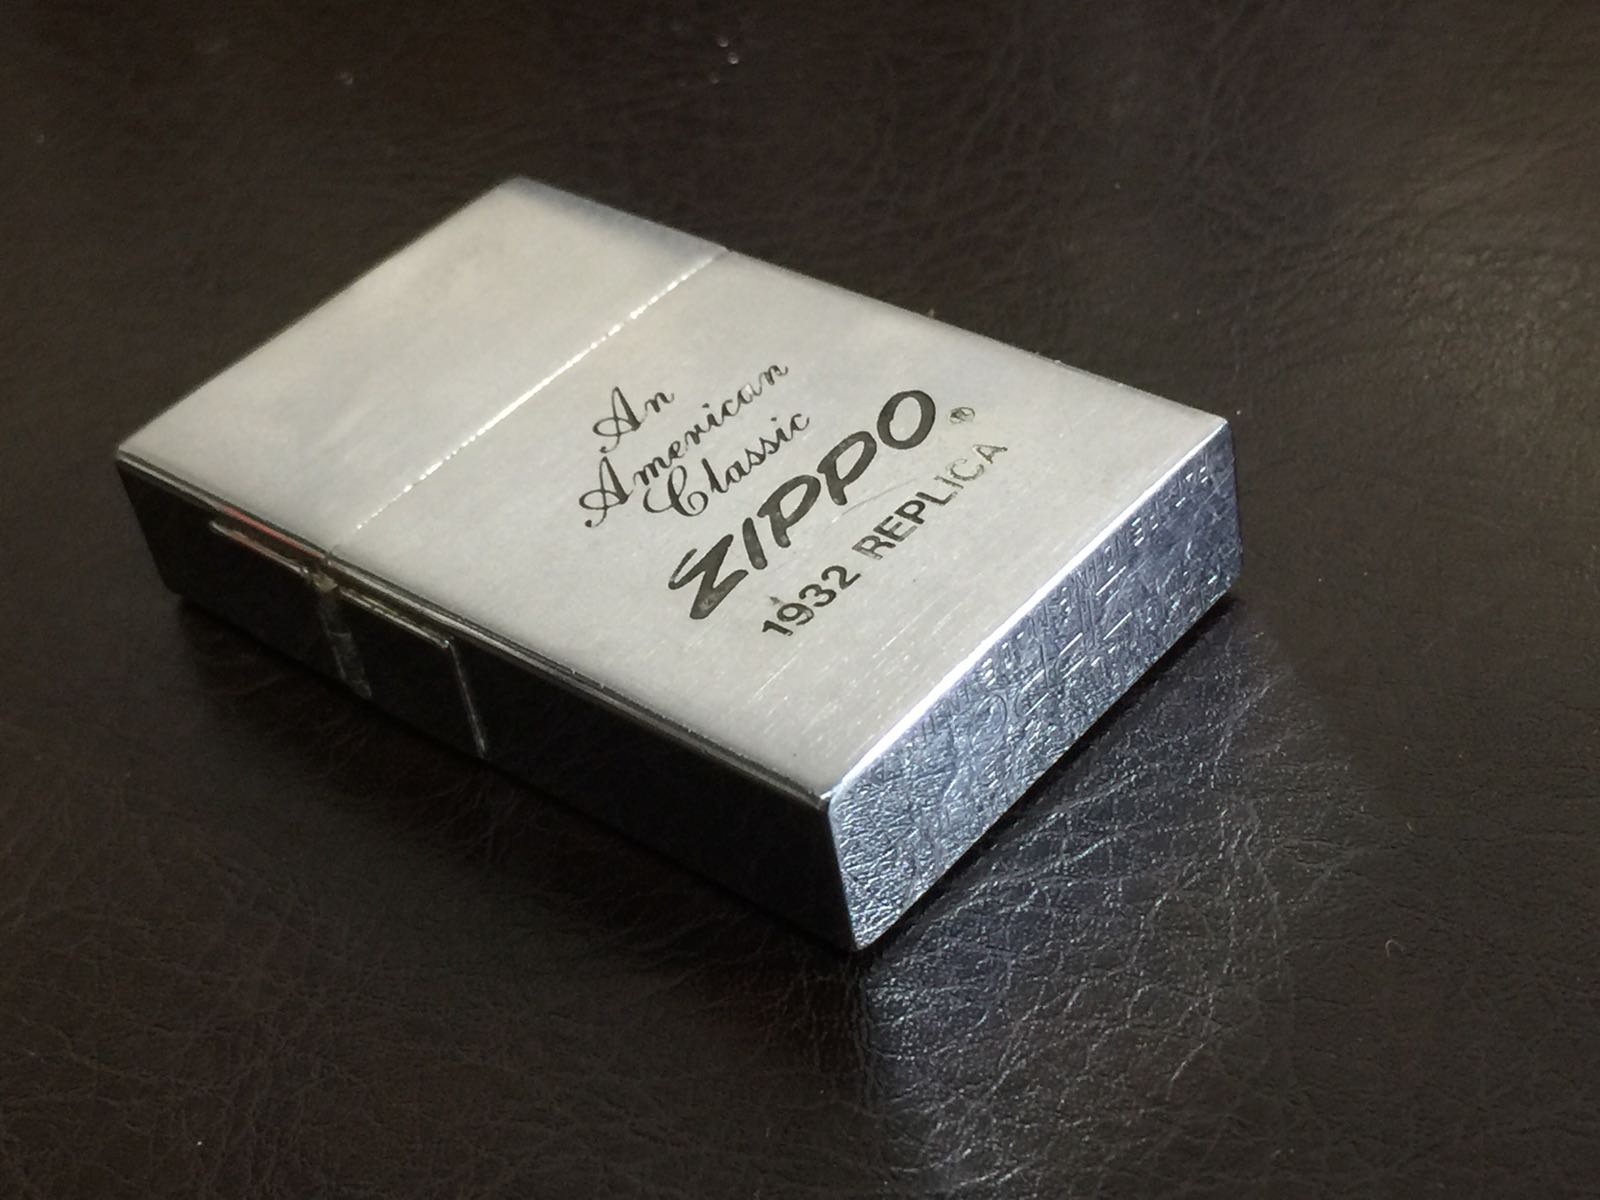 An
American
Classic
ZIPPO®
1932 REPLICA